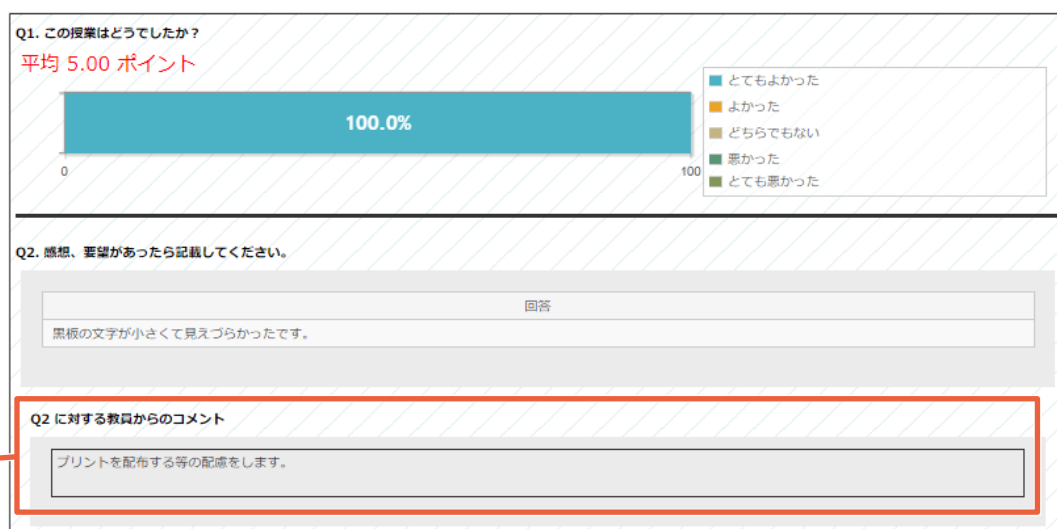 Q1. この授業はどうでしたか？
平均 5.00 ポイント
100.0%
0
100
とてもよかった
よかった
どちらでもない
悪かった
とても悪かった
Q2. 感想、要望があったら記載してください。
回答
黒板の文字が小さくて見えづらかったです。
Q2 に対する教員からのコメント
プリントを配布する等の配慮をします。